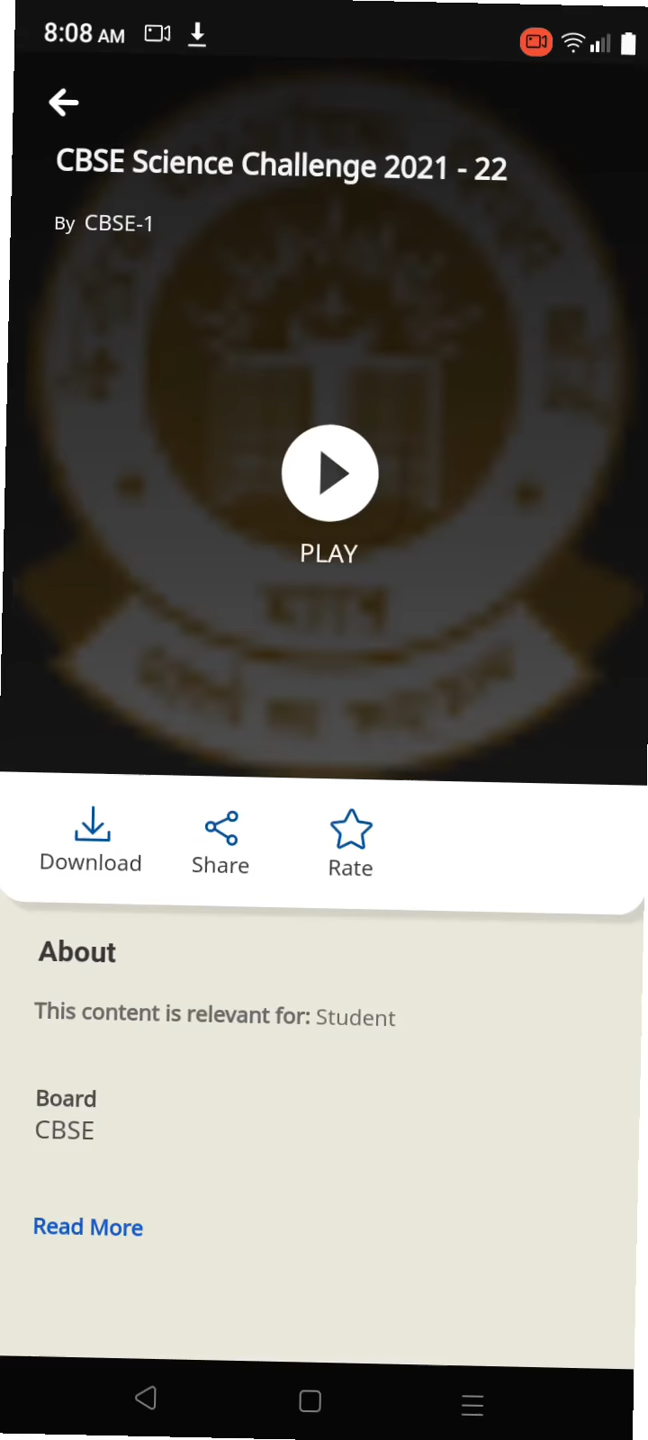 8:08 AM
CBSE Science Challenge 2021 - 22
By CBSE-1
PLAY
Download
Share
Rate
About
This content is relevant for: Student
Board
CBSE
Read More